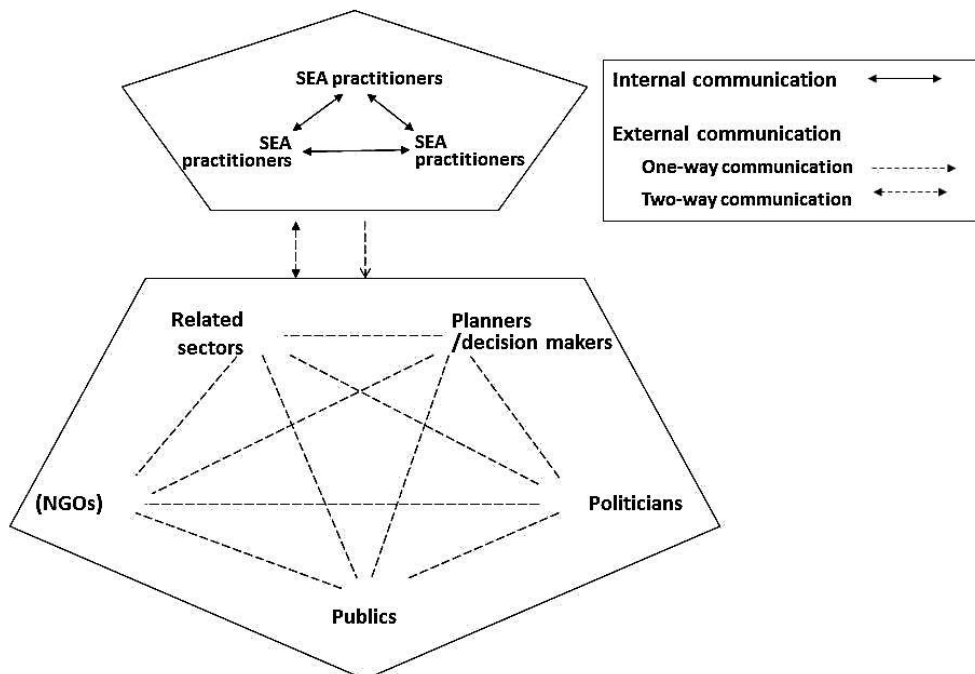 SEA practitioners
SEA
practitioners
SEA
practitioners
Internal communication
External communication
One-way communication
Two-way communication
Related
sectors
Planners
/decision makers
(NGOs)
Politicians
Publics